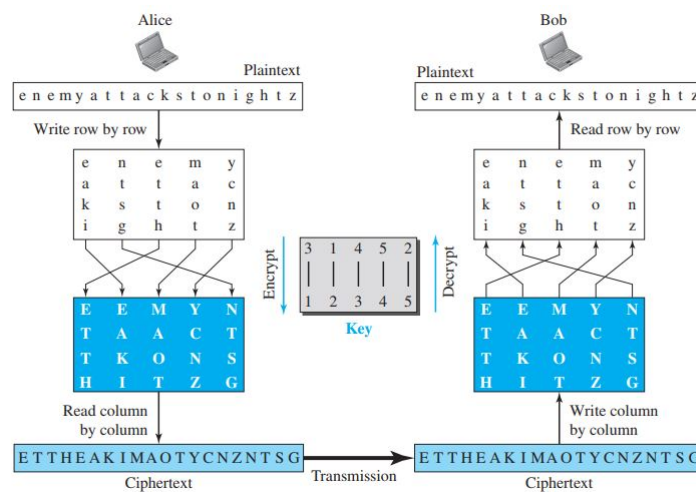 Alice
Bob
Plaintext
Plaintext
e n e m y a t t a c k s t o n i g h t z
e n e m y a t t a c k s t o n i g h t z
Write row by row
Read row by row
e n e m y
a t t a c
k s t o n
i g h t z
e n e m y
a t t a c
k s t o n
i g h t z
Encrypt
3 1 4 5 2
1 2 3 4 5
Key
Decrypt
E E M Y N
T A A C T
T K O N S
H I T Z G
E E M Y N
T A A C T
T K O N S
H I T Z G
Read column
by column
Write column
by column
E T T H E A K I M A O T Y C N Z N T S G
Transmission
E T T H E A K I M A O T Y C N Z N T S G
Ciphertext
Ciphertext